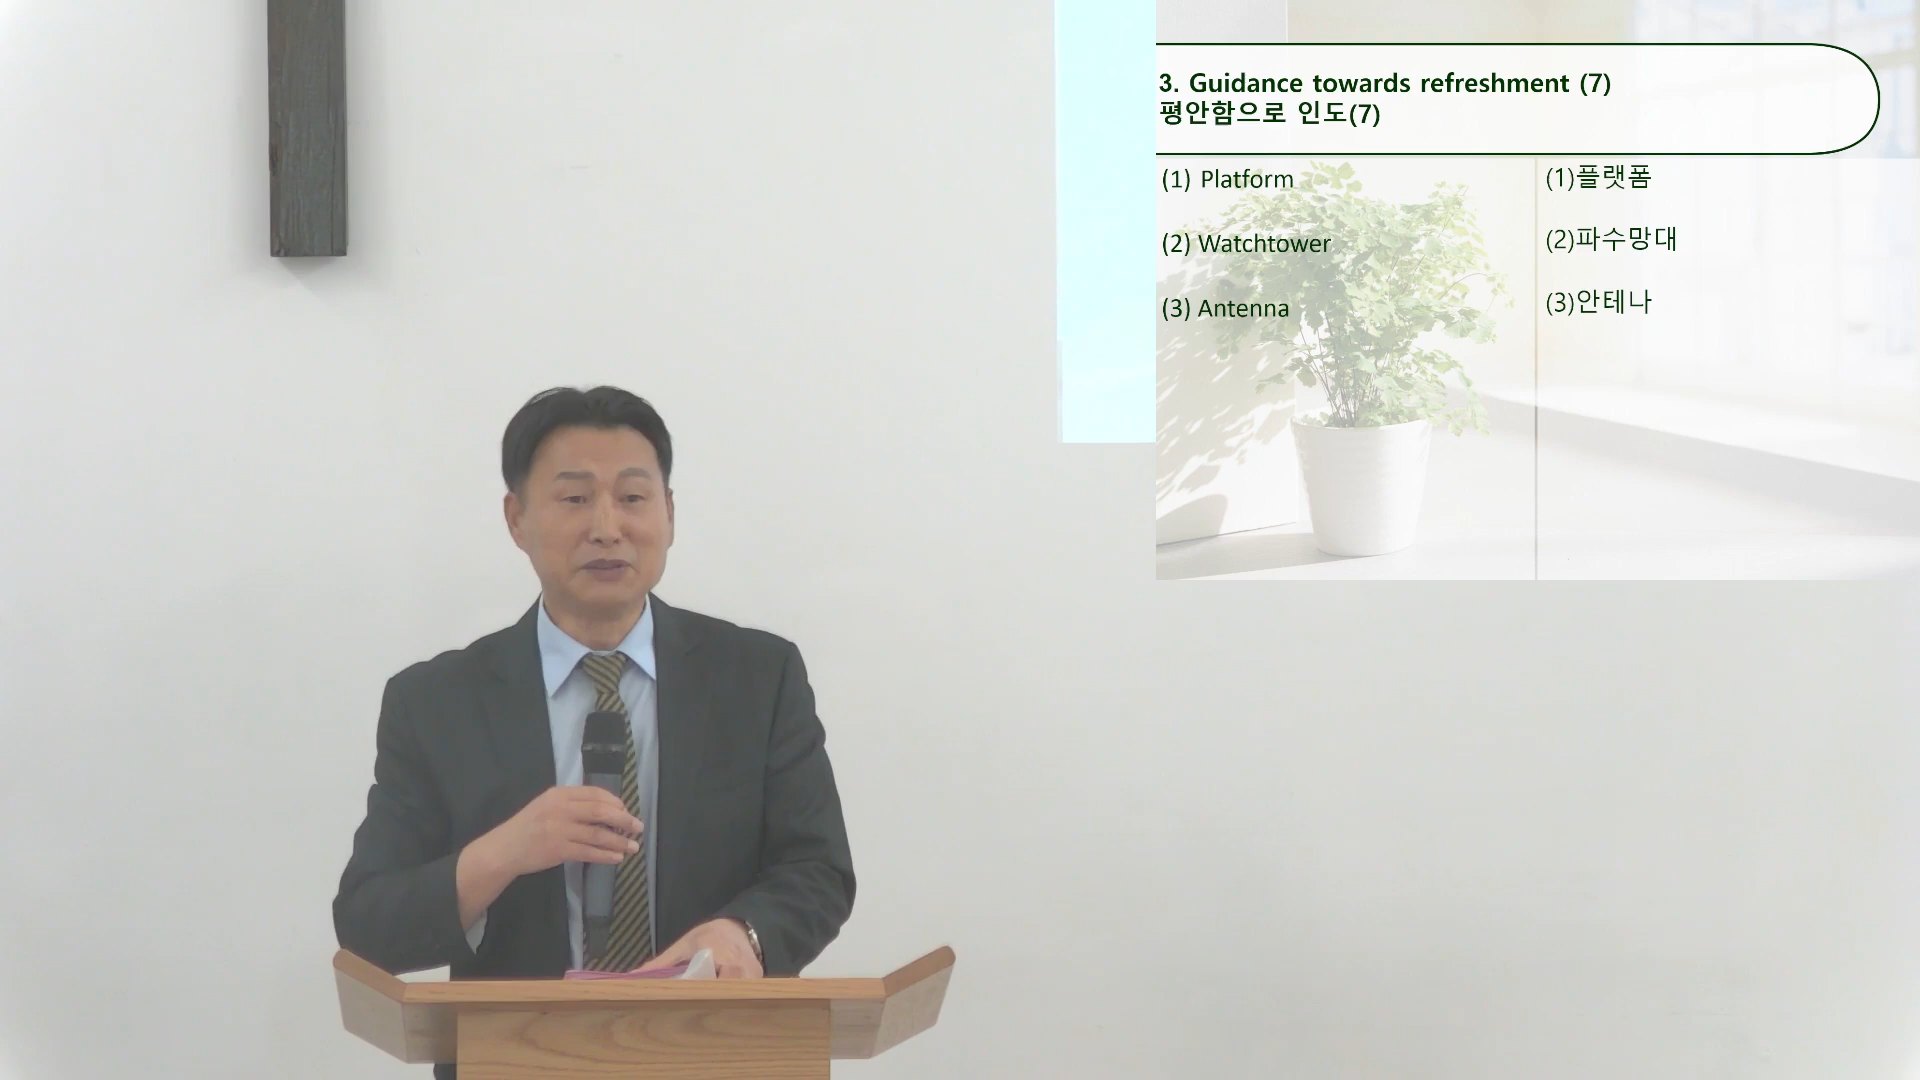 3. Guidance towards refreshment (7)
평안함으로 인도(7)
(1) Platform
(2) Watchtower
(3) Antenna
(1)플랫폼
(2)파수망대
(3)안테나